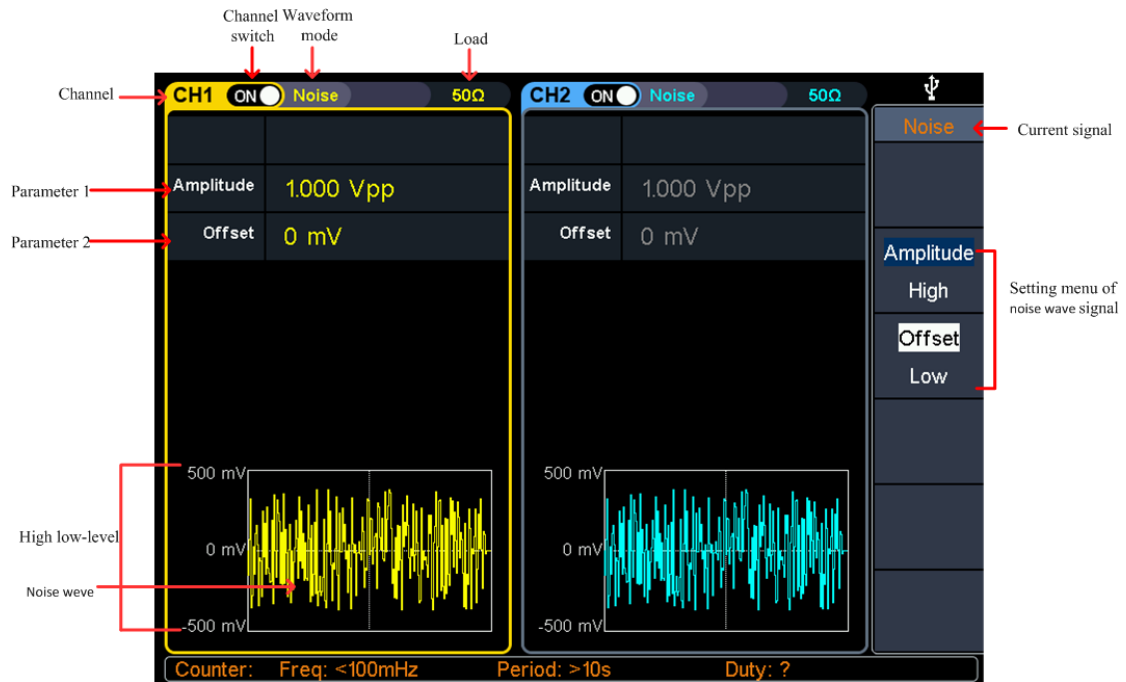 Channel switch
Waveform mode
Load
Channel
CH1 ON Noise 50Ω
CH2 ON Noise 50Ω
Noise
Current signal
Parameter 1
Amplitude 1.000 Vpp
Amplitude 1.000 Vpp
Parameter 2
Offset 0 mV
Offset 0 mV
Amplitude
High
Offset
Low
Setting menu of
noise wave signal
500 mV
0 mV
-500 mV
500 mV
0 mV
-500 mV
High low-level
Noise weve
Counter: Freq: <100mHz Period: >10s Duty: ?